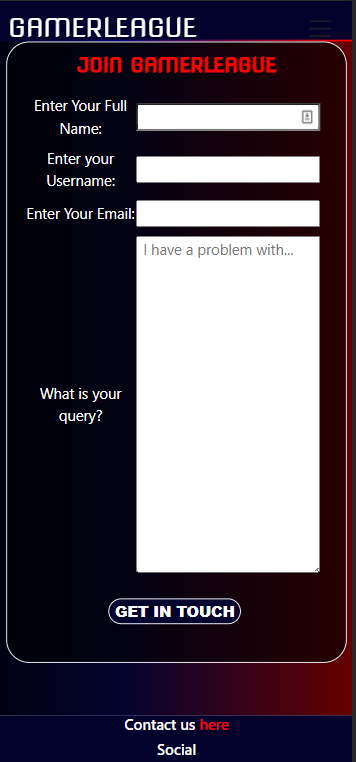 GAMERLEAGUE
JOIN GAMERLEAGUE
Enter Your Full
Name:
Enter your
Username:
Enter Your Email:
I have a problem with...
What is your
query?
GET IN TOUCH
Contact us here
Social